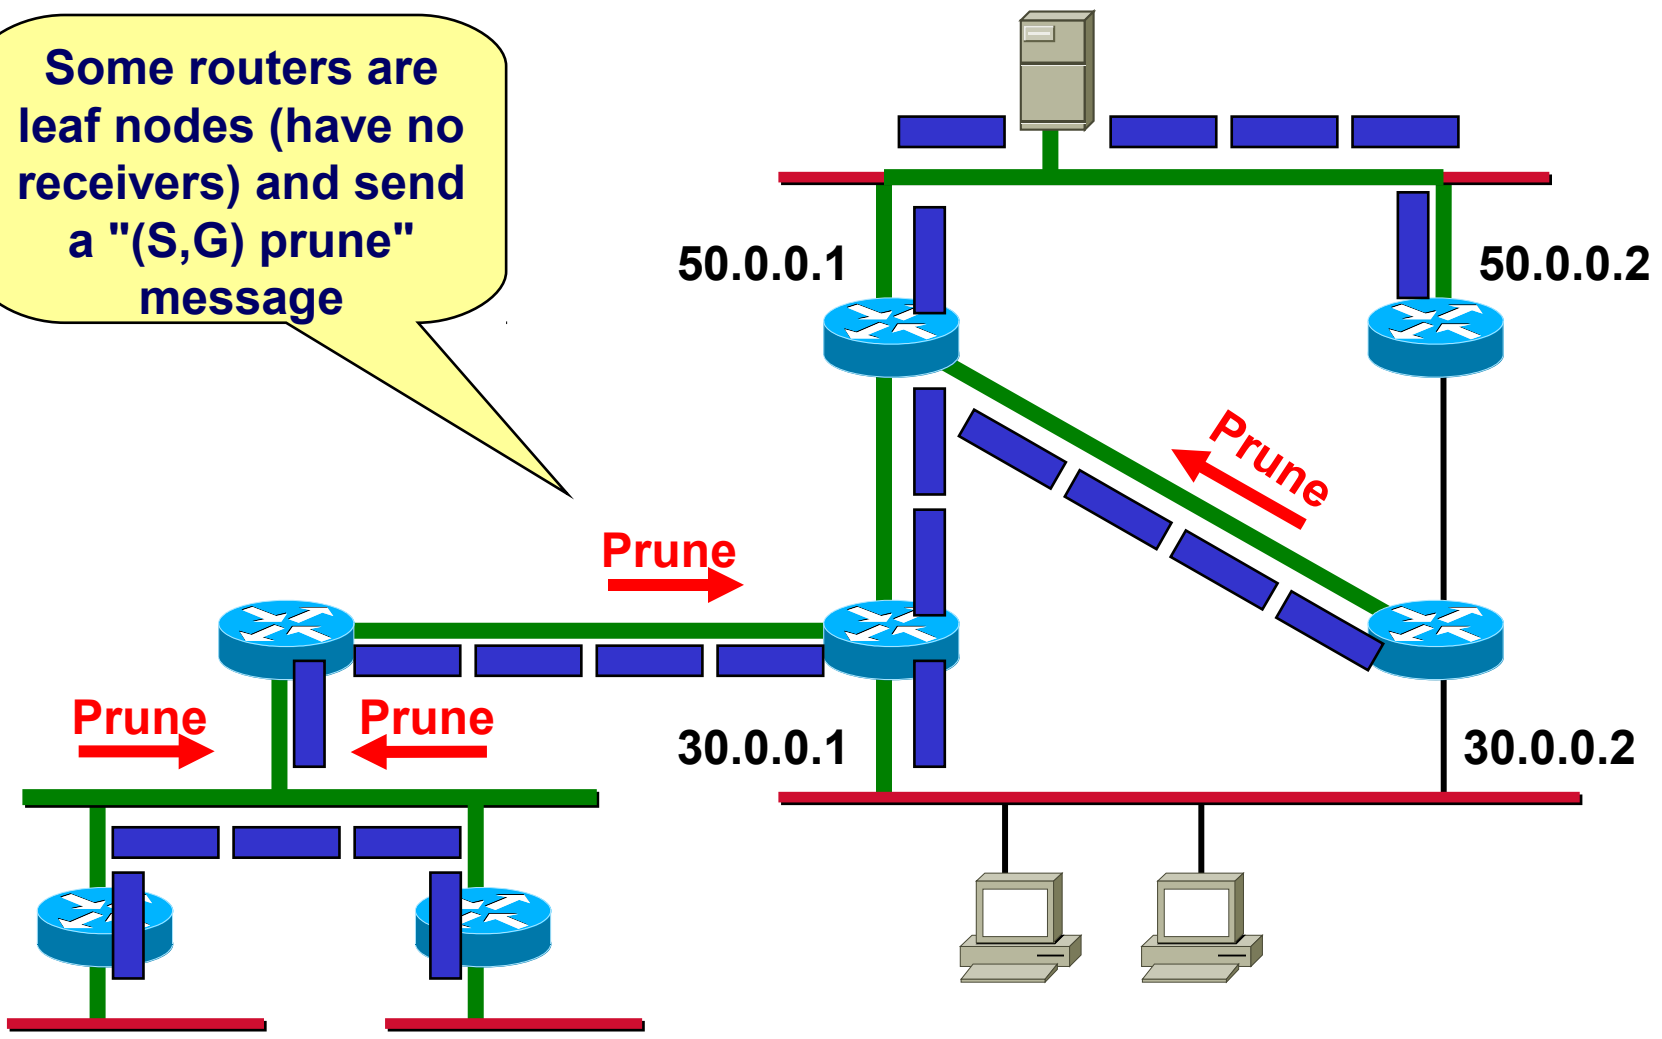 Some routers are
leaf nodes (have no
receivers) and send
a "(S,G) prune"
message
50.0.0.1
50.0.0.2
Prune
Prune
Prune
Prune
30.0.0.1
30.0.0.2